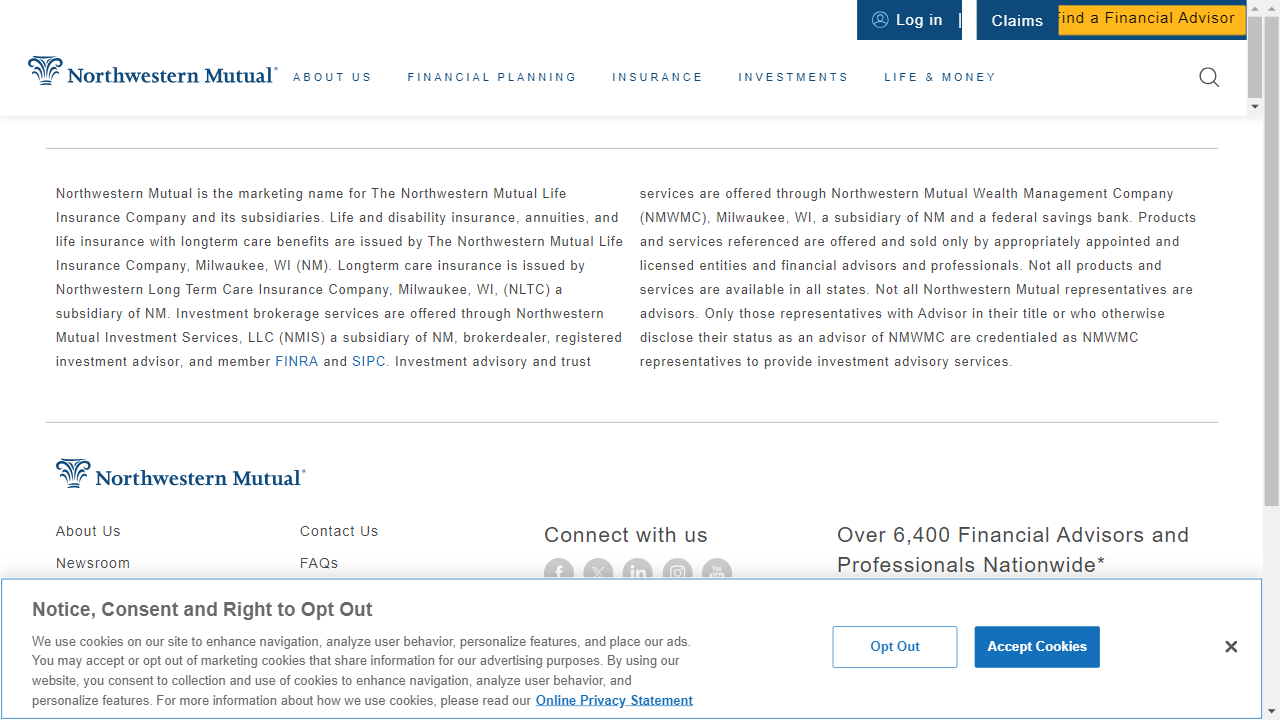 Log in
|
Claims
Find a Financial Advisor
Northwestern Mutual®
ABOUT US
FINANCIAL PLANNING
INSURANCE
INVESTMENTS
LIFE & MONEY
Northwestern Mutual is the marketing name for The Northwestern Mutual Life
Insurance Company and its subsidiaries. Life and disability insurance, annuities, and
life insurance with longterm care benefits are issued by The Northwestern Mutual Life
Insurance Company, Milwaukee, WI (NM). Longterm care insurance is issued by
Northwestern Long Term Care Insurance Company, Milwaukee, WI, (NLTC) a
subsidiary of NM. Investment brokerage services are offered through Northwestern
Mutual Investment Services, LLC (NMIS) a subsidiary of NM, brokerdealer, registered
investment advisor, and member FINRA and SIPC. Investment advisory and trust
services are offered through Northwestern Mutual Wealth Management Company
(NMWMC), Milwaukee, WI, a subsidiary of NM and a federal savings bank. Products
and services referenced are offered and sold only by appropriately appointed and
licensed entities and financial advisors and professionals. Not all products and
services are available in all states. Not all Northwestern Mutual representatives are
advisors. Only those representatives with Advisor in their title or who otherwise
disclose their status as an advisor of NMWMC are credentialed as NMWMC
representatives to provide investment advisory services.
Northwestern Mutual®
About Us
Newsroom
Contact Us
FAQs
Connect with us
Over 6,400 Financial Advisors and
Professionals Nationwide*
Notice, Consent and Right to Opt Out
We use cookies on our site to enhance navigation, analyze user behavior, personalize features, and place our ads.
You may accept or opt out of marketing cookies that share information for our advertising purposes. By using our
website, you consent to collection and use of cookies to enhance navigation, analyze user behavior, and
personalize features. For more information about how we use cookies, please read our Online Privacy Statement
Opt Out
Accept Cookies